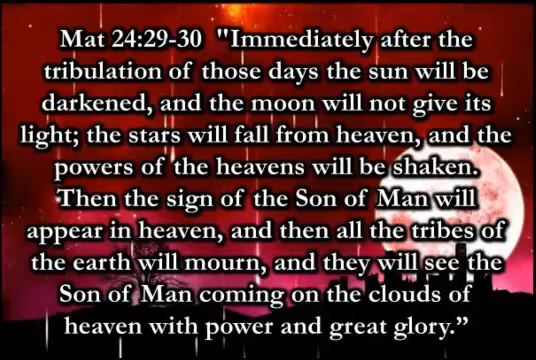 Mat 24:29-30  "Immediately after the
tribulation of those days the sun will be
darkened, and the moon will not give its
light; the stars will fall from heaven, and the
powers of the heavens will be shaken.
Then the sign of the Son of Man will
appear in heaven, and then all the tribes of
the earth will mourn, and they will see the
Son of Man coming on the clouds of
heaven with power and great glory.”